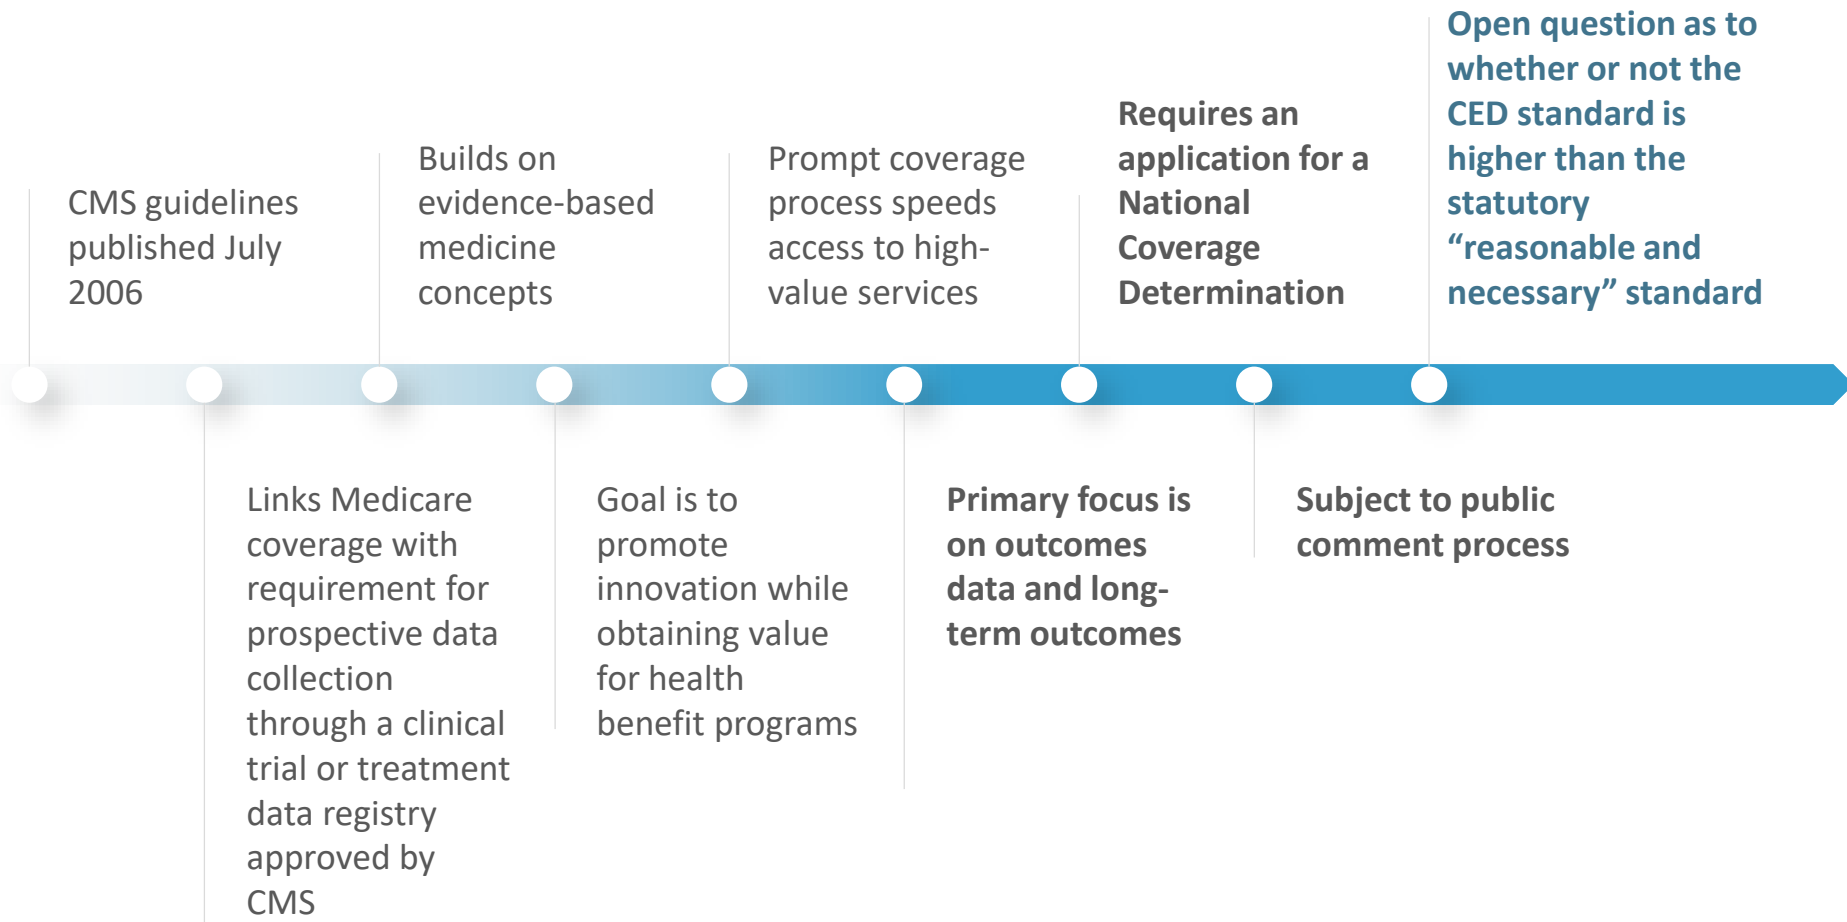 CMS guidelines
published July
2006
Links Medicare
coverage with
requirement for
prospective data
collection
through a clinical
trial or treatment
data registry
approved by
CMS
Builds on
evidence-based
medicine
concepts
Goal is to
promote
innovation while
obtaining value
for health
benefit programs
Prompt coverage
process speeds
access to high-
value services
Primary focus is
on outcomes
data and long-
term outcomes
Requires an
application for a
National
Coverage
Determination
Subject to public
comment process
Open question as to
whether or not the
CED standard is
higher than the
statutory
“reasonable and
necessary” standard